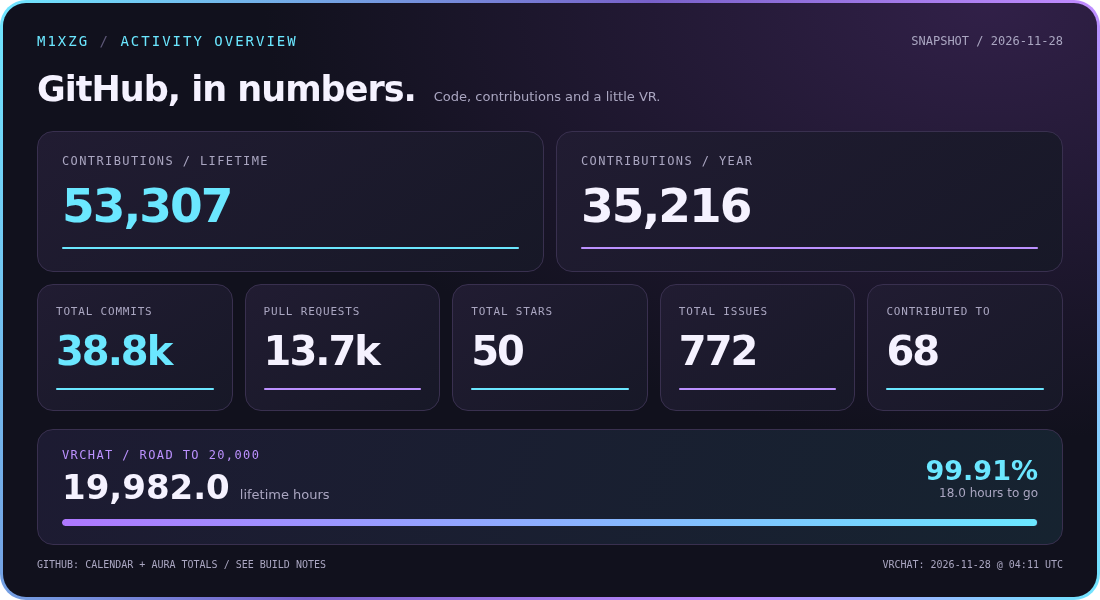 M1XZG / ACTIVITY OVERVIEW
SNAPSHOT / 2026-11-28
GitHub, in numbers. Code, contributions and a little VR.
CONTRIBUTIONS / LIFETIME
53,307
CONTRIBUTIONS / YEAR
35,216
TOTAL COMMITS
38.8k
PULL REQUESTS
13.7k
TOTAL STARS
50
TOTAL ISSUES
772
CONTRIBUTED TO
68
VRCHAT / ROAD TO 20,000
19,982.0 lifetime hours
99.91%
18.0 hours to go
GITHUB: CALENDAR + AURA TOTALS / SEE BUILD NOTES
VRCHAT: 2026-11-28 @ 04:11 UTC